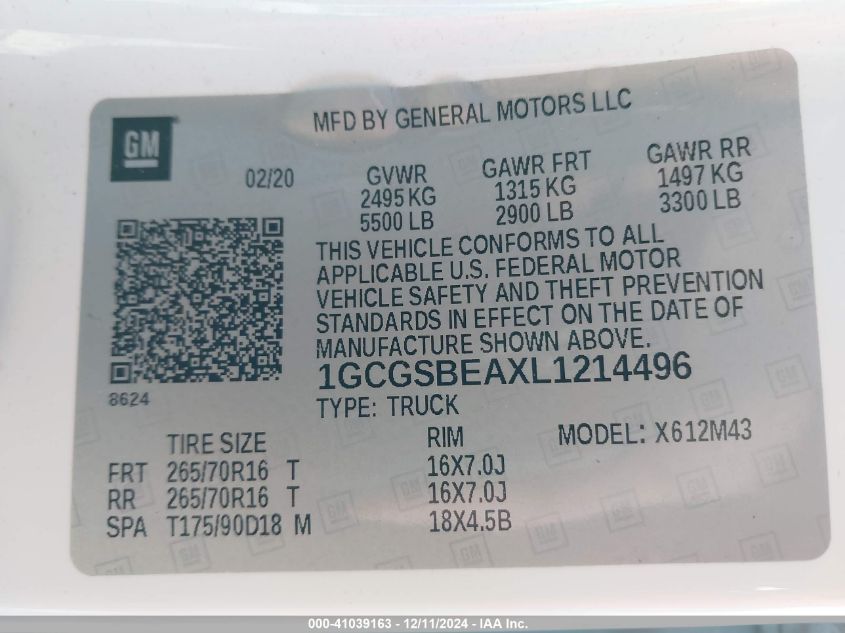 MFD BY GENERAL MOTORS LLC
GM
02/20
GVWR GAWR FRT GAWR RR
2495 KG 1315 KG 1497 KG
5500 LB 2900 LB 3300 LB
THIS VEHICLE CONFORMS TO ALL
APPLICABLE U.S. FEDERAL MOTOR
VEHICLE SAFETY AND THEFT PREVENTION
STANDARDS IN EFFECT ON THE DATE OF
MANUFACTURE SHOWN ABOVE.
1GCGSBEAXL1214496
8624
TYPE: TRUCK
TIRE SIZE RIM MODEL: X612M43
FRT 265/70R16 T 16X7.0J
RR 265/70R16 T 16X7.0J
SPA T175/90D18 M 18X4.5B
000-41039163 - 12/11/2024 - IAA Inc.